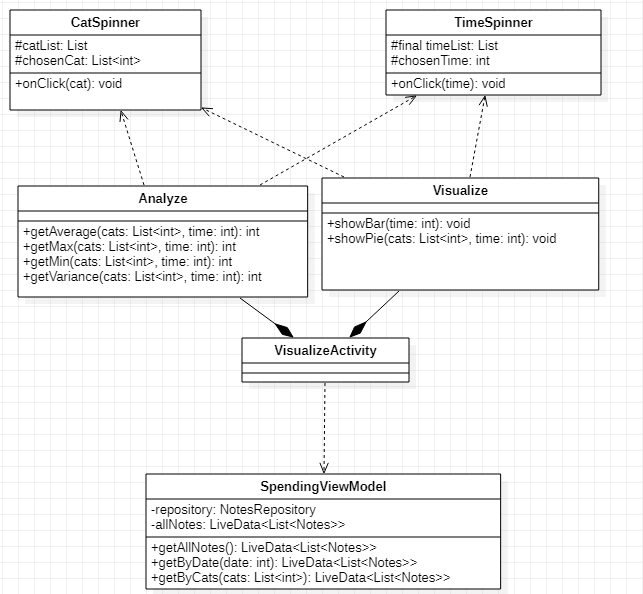 CatSpinner
#catList: List
#chosenCat: List<int>
+onClick(cat): void
TimeSpinner
#final timeList: List
#chosenTime: int
+onClick(time): void
Analyze
+getAverage(cats: List<int>, time: int): int
+getMax(cats: List<int>, time: int): int
+getMin(cats: List<int>, time: int): int
+getVariance(cats: List<int>, time: int): int
Visualize
+showBar(time: int): void
+showPie(cats: List<int>, time: int): void
VisualizeActivity
SpendingViewModel
-repository: NotesRepository
-allNotes: LiveData<List<Notes>>
+getAllNotes(): LiveData<List<Notes>>
+getByDate(date: int): LiveData<List<Notes>>
+getByCats(cats: List<int>): LiveData<List<Notes>>